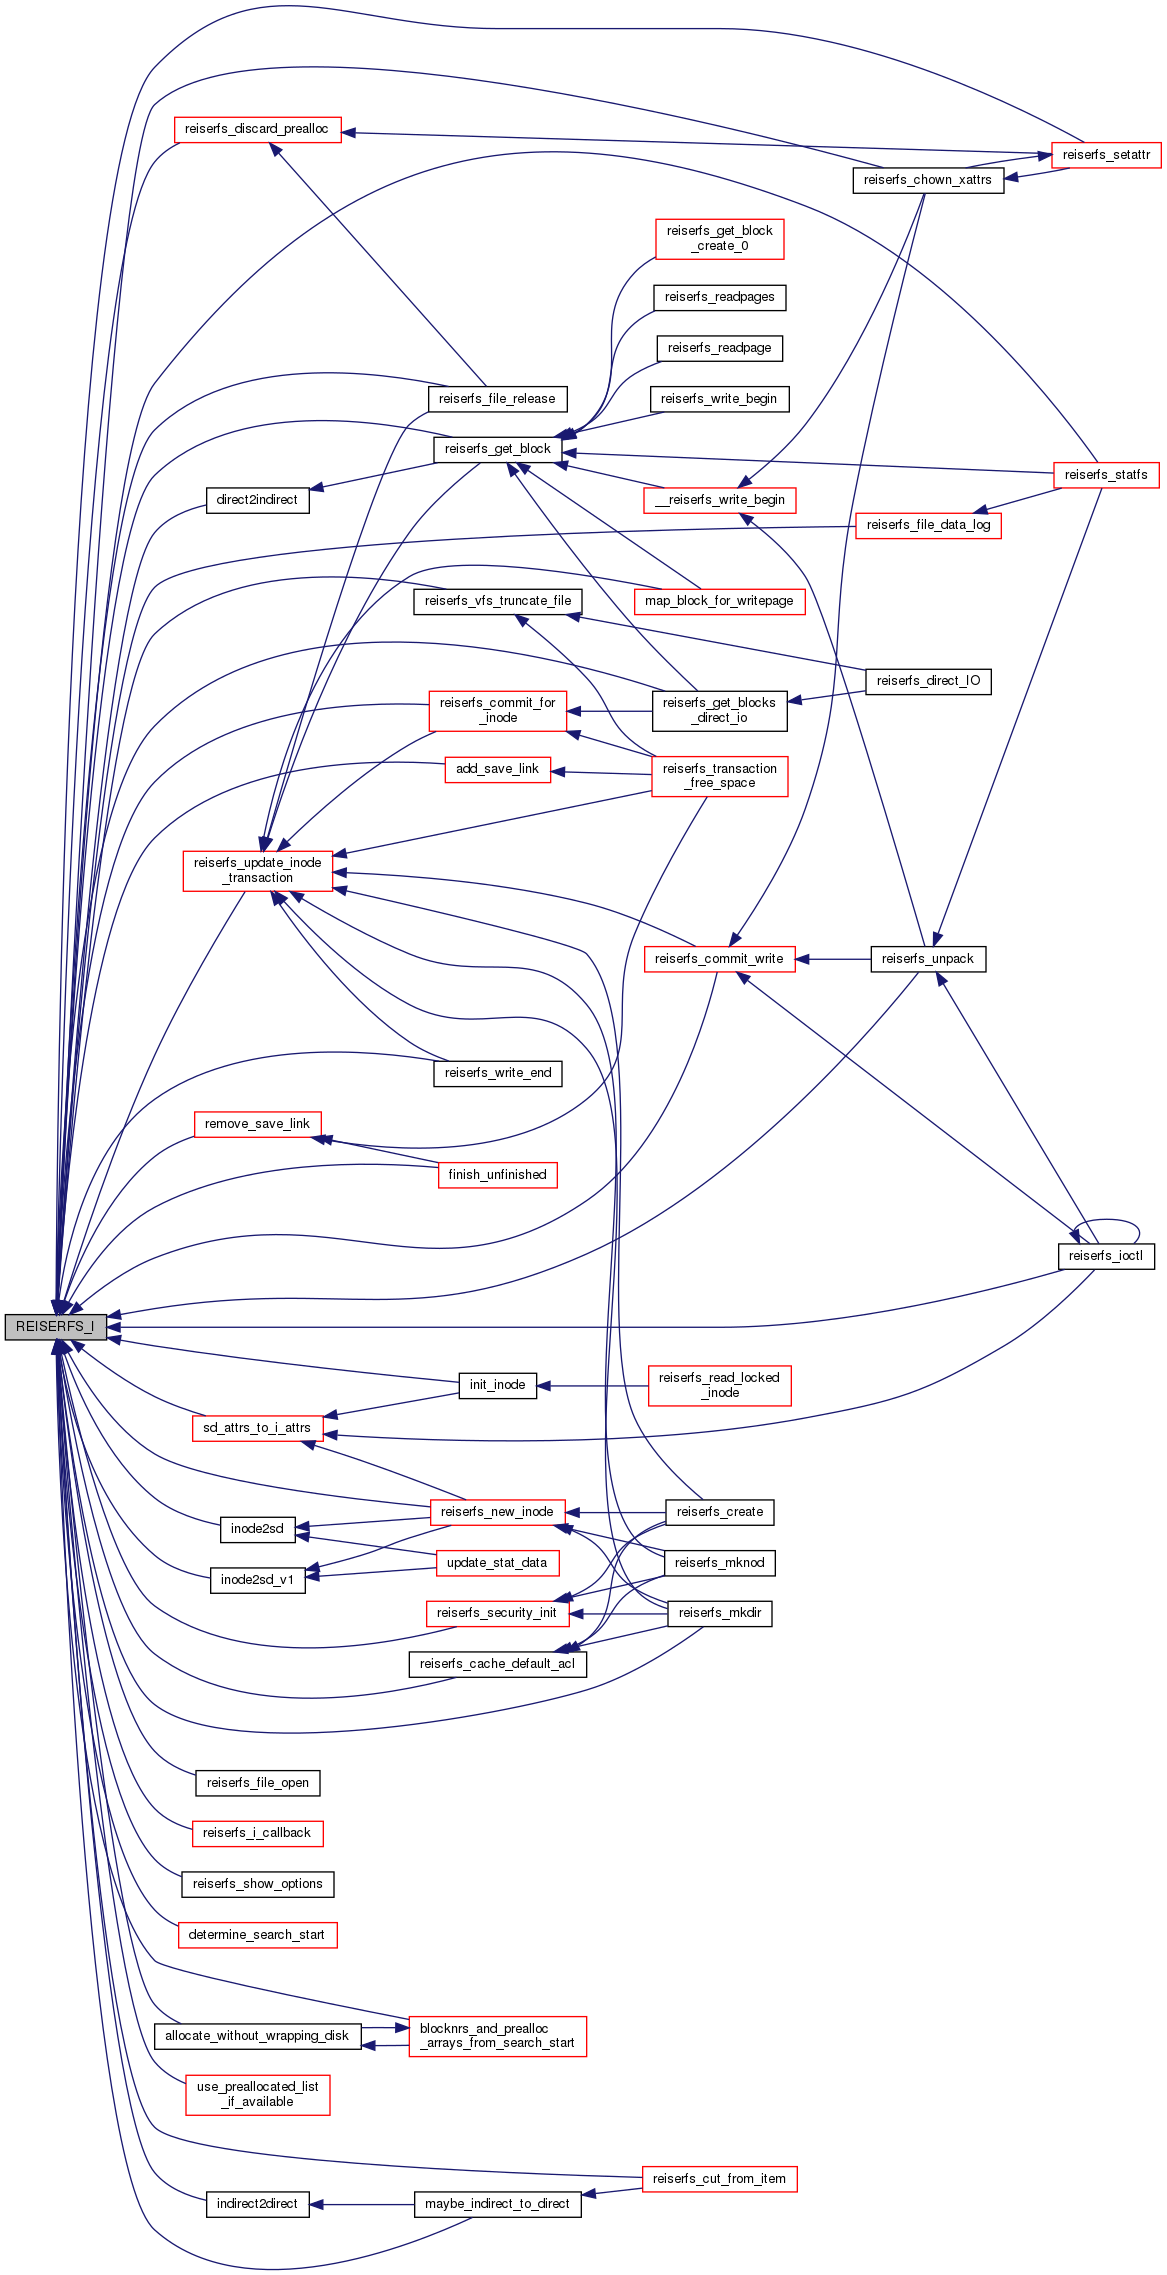 reiserfs_discard_prealloc
reiserfs_setattr
reiserfs_chown_xattrs
reiserfs_get_block
_create_0
reiserfs_readpages
reiserfs_readpage
reiserfs_file_release
reiserfs_write_begin
reiserfs_get_block
reiserfs_statfs
direct2indirect
__reiserfs_write_begin
reiserfs_file_data_log
reiserfs_vfs_truncate_file
map_block_for_writepage
reiserfs_direct_IO
reiserfs_commit_for
_inode
reiserfs_get_blocks
_direct_io
add_save_link
reiserfs_transaction
_free_space
reiserfs_update_inode
_transaction
reiserfs_commit_write
reiserfs_unpack
reiserfs_write_end
remove_save_link
finish_unfinished
reiserfs_ioctl
REISERFS_I
init_inode
reiserfs_read_locked
_inode
sd_attrs_to_i_attrs
reiserfs_new_inode
reiserfs_create
inode2sd
update_stat_data
reiserfs_mknod
inode2sd_v1
reiserfs_security_init
reiserfs_mkdir
reiserfs_cache_default_acl
reiserfs_file_open
reiserfs_i_callback
reiserfs_show_options
determine_search_start
allocate_without_wrapping_disk
blocknrs_and_prealloc
_arrays_from_search_start
use_preallocated_list
_if_available
reiserfs_cut_from_item
indirect2direct
maybe_indirect_to_direct